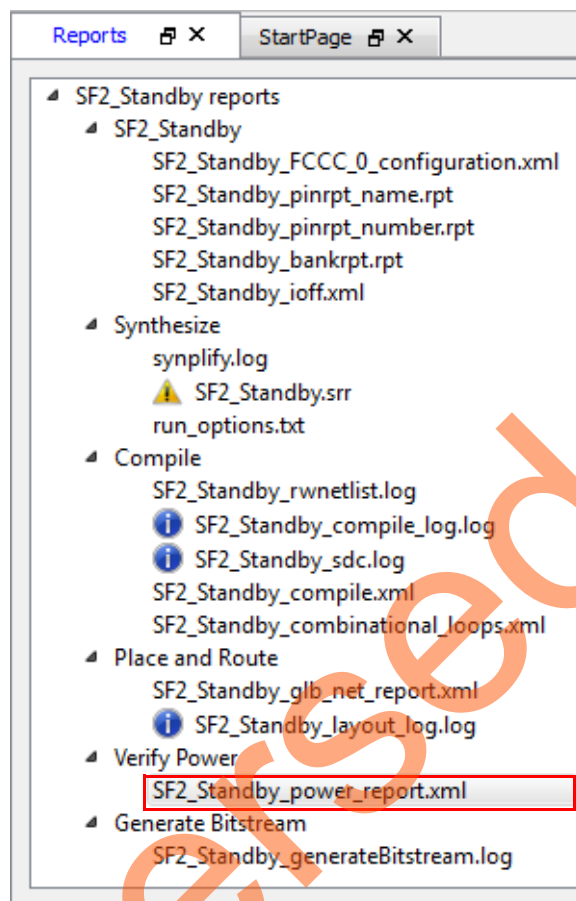 Reports StartPage
SF2_Standby reports
SF2_Standby
SF2_Standby_FCCC_0_configuration.xml
SF2_Standby_pinrpt_name.rpt
SF2_Standby_pinrpt_number.rpt
SF2_Standby_bankrpt.rpt
SF2_Standby_ioff.xml
Synthesize
synplify.log
SF2_Standby.srr
run_options.txt
Compile
SF2_Standby_rwnetlist.log
SF2_Standby_compile_log.log
SF2_Standby_sdc.log
SF2_Standby_compile.xml
SF2_Standby_combinational_loops.xml
Place and Route
SF2_Standby_glb_net_report.xml
SF2_Standby_layout_log.log
Verify Power
SF2_Standby_power_report.xml
Generate Bitstream
SF2_Standby_generateBitstream.log